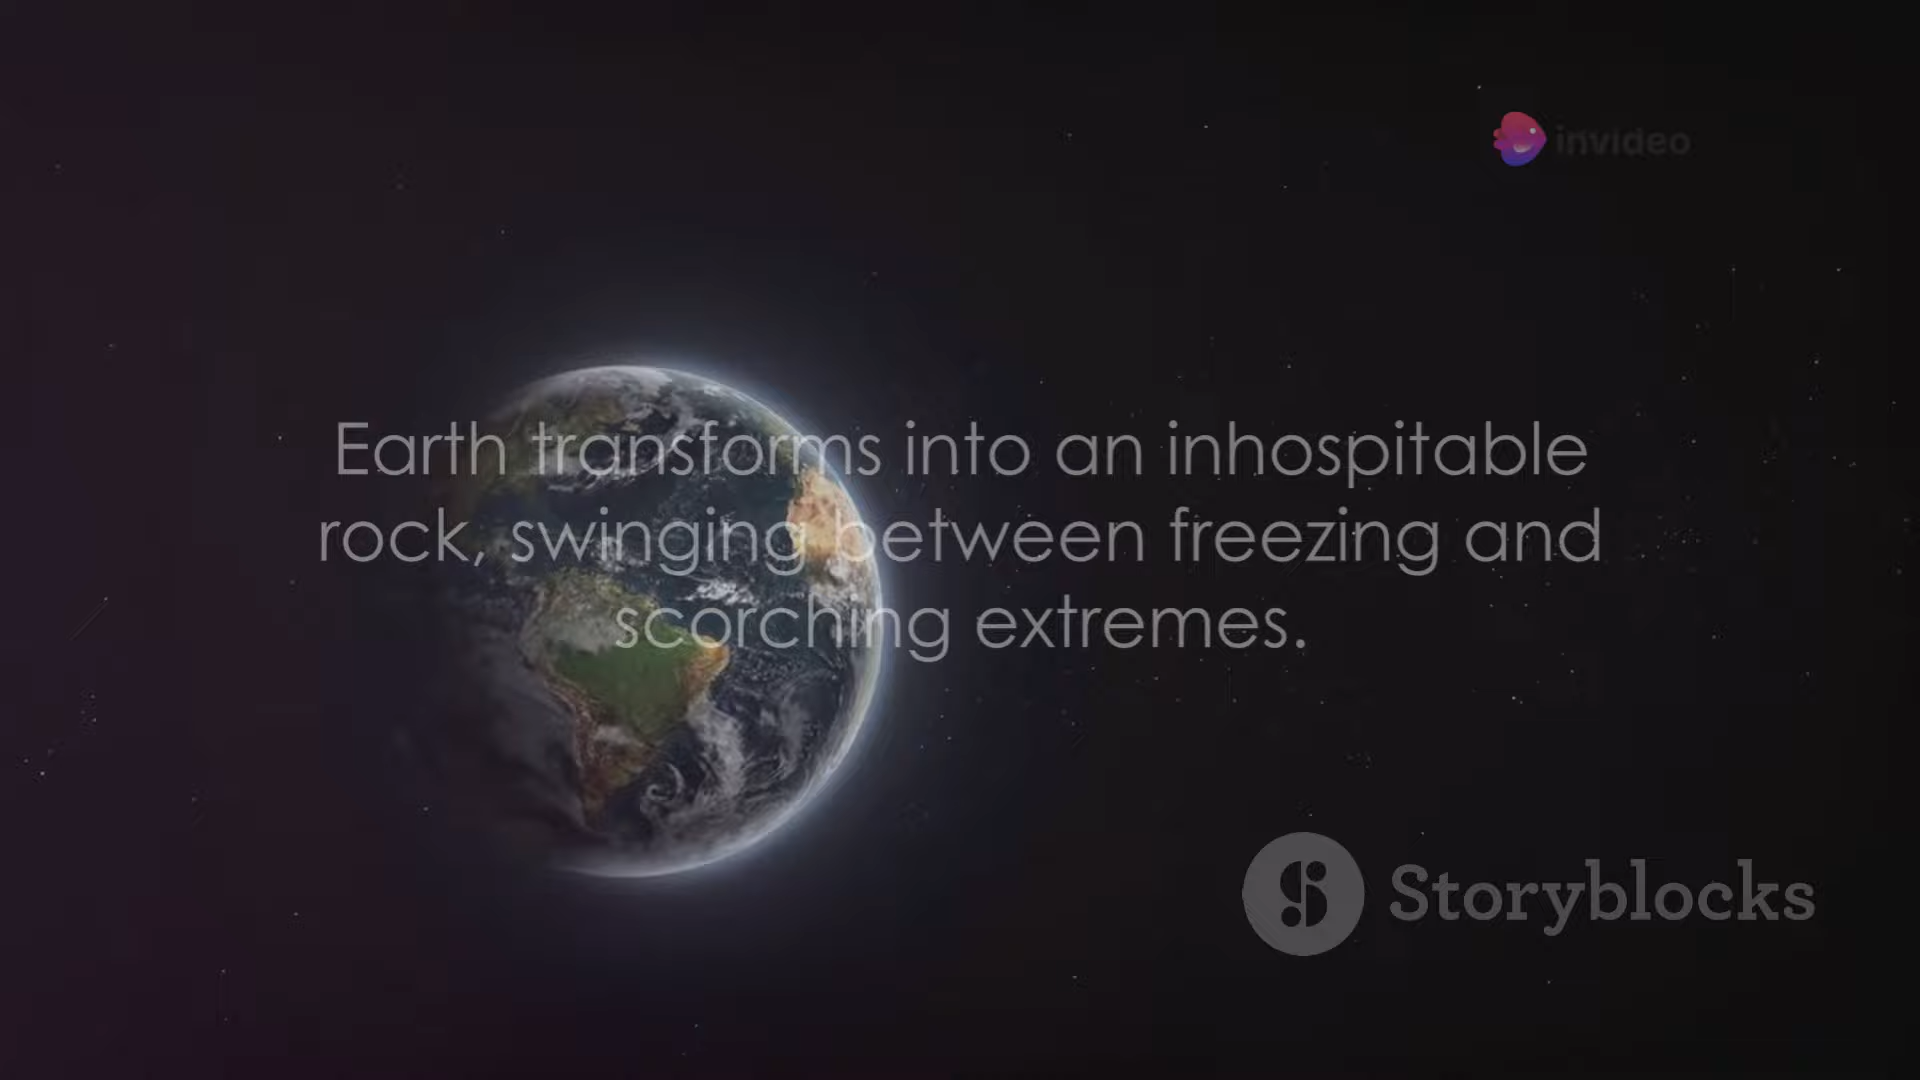 invideo
Earth transforms into an inhospitable
rock, swinging between freezing and
scorching extremes.
Storyblocks